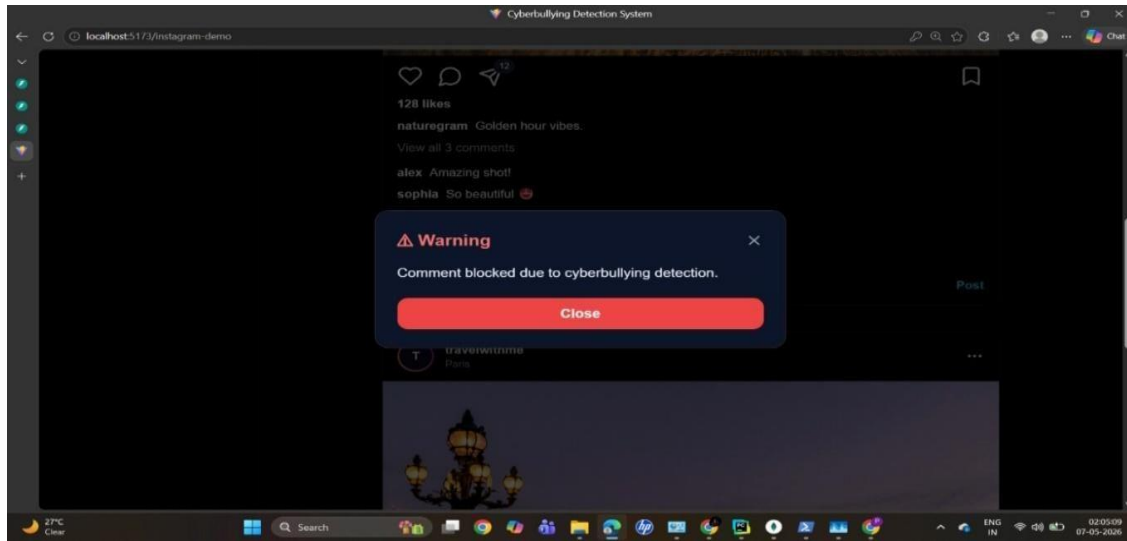 Cyberbullying Detection System
localhost:5173/instagram-demo
Chat
12
128 likes
naturegram Golden hour vibes.
View all 3 comments
alex Amazing shot!
sophia So beautiful
⚠ Warning
Comment blocked due to cyberbullying detection.
Close
Post
T travelwithme
Paris
27°C
Clear
Search
ENG
IN
02:05:09
07-05-2026